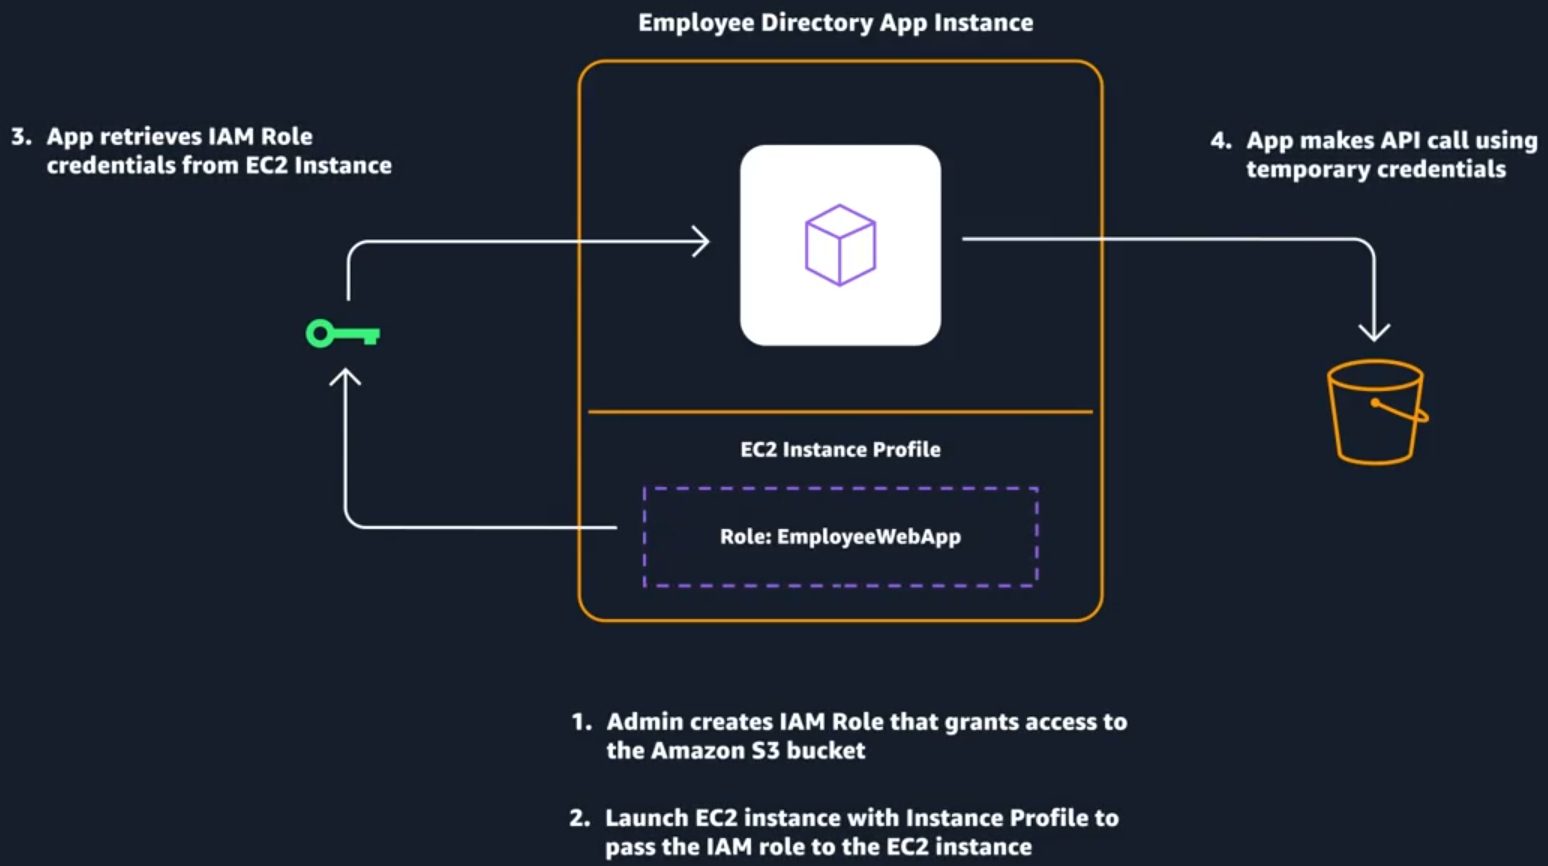 Employee Directory App Instance
3. App retrieves IAM Role
credentials from EC2 Instance
4. App makes API call using
temporary credentials
EC2 Instance Profile
Role: EmployeeWebApp
1. Admin creates IAM Role that grants access to
the Amazon S3 bucket
2. Launch EC2 instance with Instance Profile to
pass the IAM role to the EC2 instance